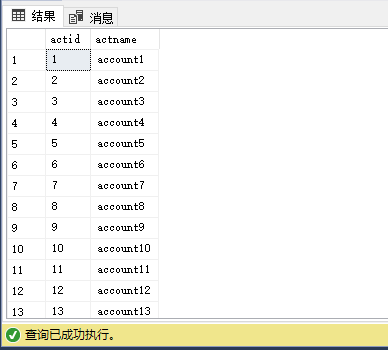 结果 消息
actid actname
1 1 account1
2 2 account2
3 3 account3
4 4 account4
5 5 account5
6 6 account6
7 7 account7
8 8 account8
9 9 account9
10 10 account10
11 11 account11
12 12 account12
13 13 account13
查询已成功执行。